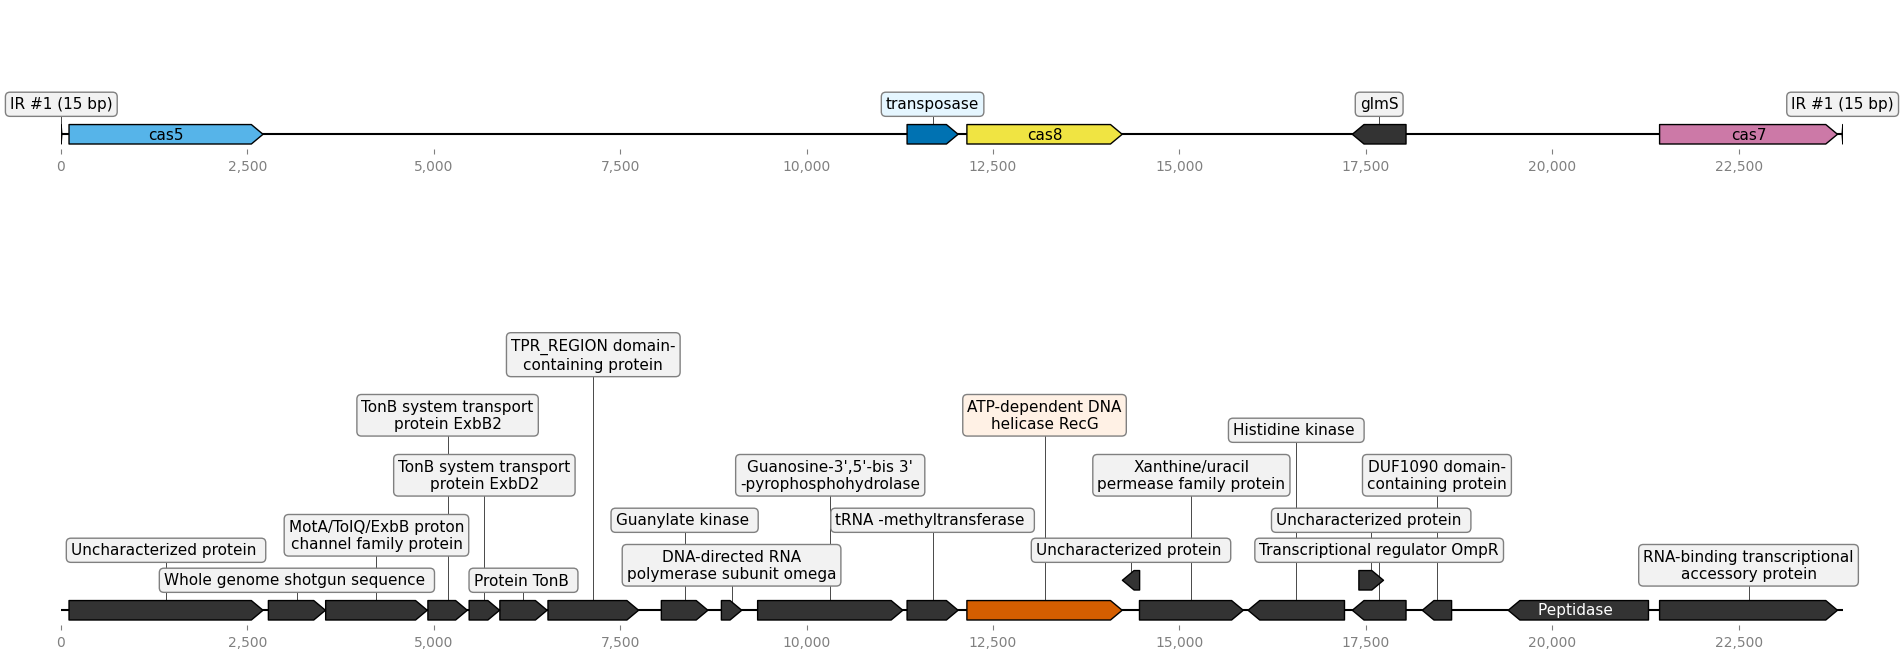 IR #1 (15 bp)
transposase
glmS
IR #1 (15 bp)
cas5
cas8
cas7
0
2,500
5,000
7,500
10,000
12,500
15,000
17,500
20,000
22,500
TPR_REGION domain-
containing protein
TonB system transport
protein ExbB2
ATP-dependent DNA
helicase RecG
Histidine kinase
TonB system transport
protein ExbD2
Guanosine-3',5'-bis 3'
-pyrophosphohydrolase
Xanthine/uracil
permease family protein
DUF1090 domain-
containing protein
MotA/TolQ/ExbB proton
channel family protein
Guanylate kinase
tRNA -methyltransferase
Uncharacterized protein
Uncharacterized protein
DNA-directed RNA
polymerase subunit omega
Uncharacterized protein
Transcriptional regulator OmpR
RNA-binding transcriptional
accessory protein
Whole genome shotgun sequence
Protein TonB
Peptidase
0
2,500
5,000
7,500
10,000
12,500
15,000
17,500
20,000
22,500